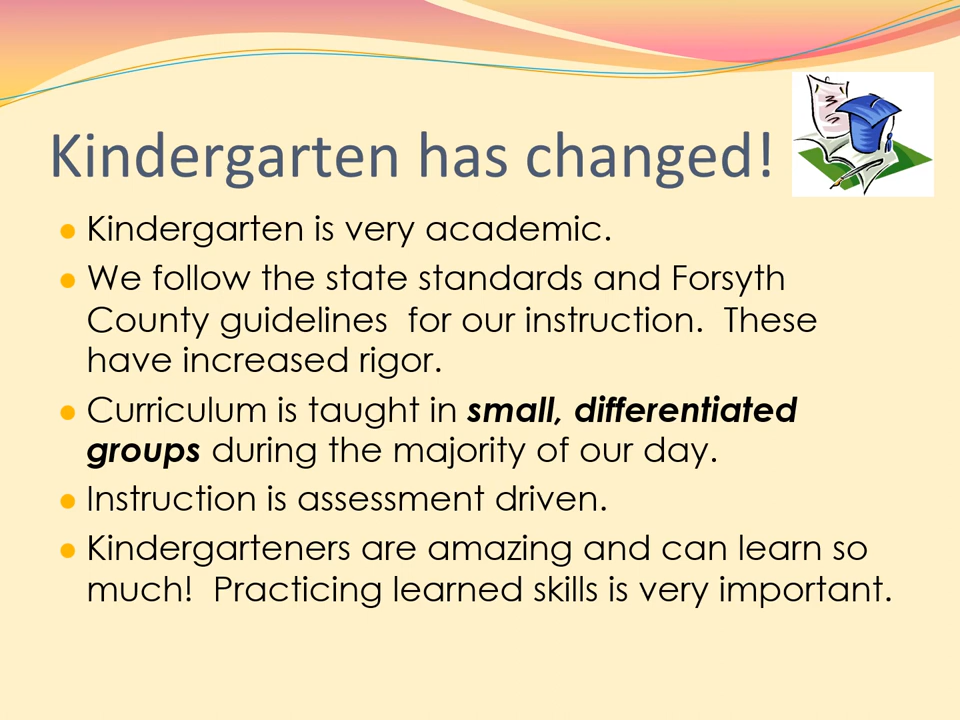 Kindergarten has changed!
Kindergarten is very academic.
We follow the state standards and Forsyth
County guidelines  for our instruction.  These
have increased rigor.
Curriculum is taught in small, differentiated
groups during the majority of our day.
Instruction is assessment driven.
Kindergarteners are amazing and can learn so
much!  Practicing learned skills is very important.